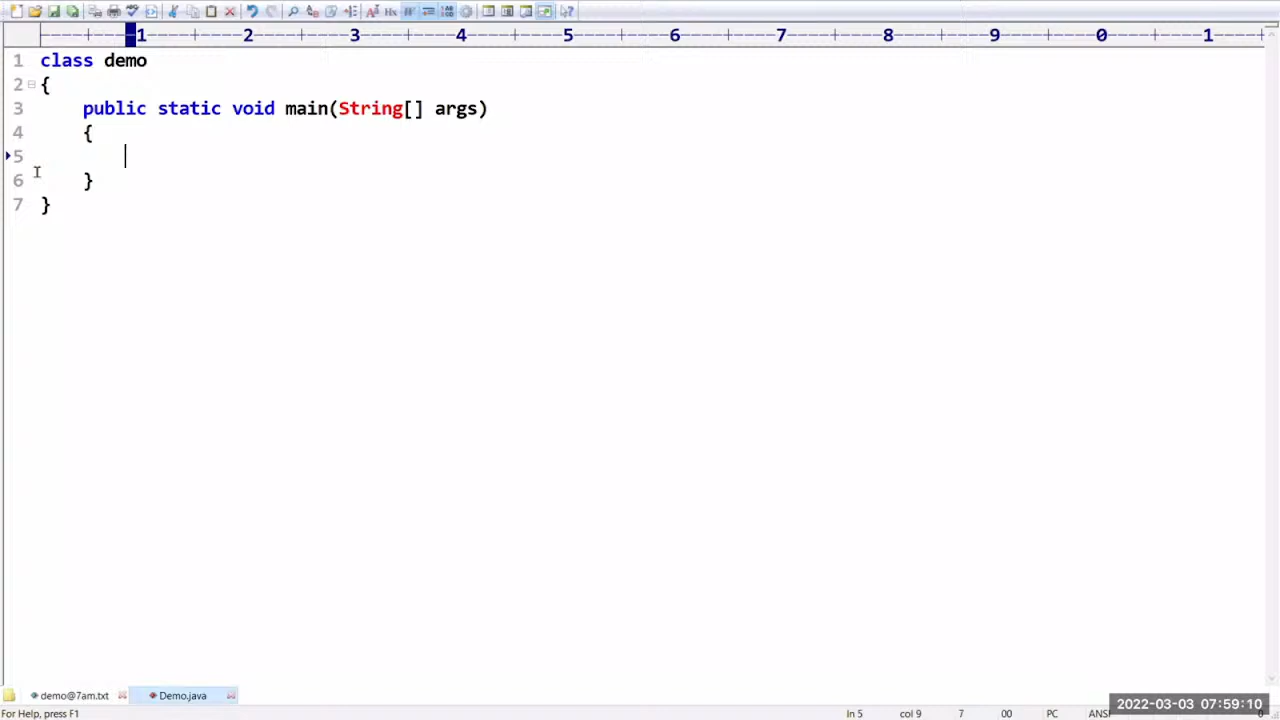 ----+----1----+----2----+----3----+----4----+----5----+----6----+----7----+----8----+----9----+----0----+----1----+--
1 class demo
2 {
3 public static void main(String[] args)
4 {
5
6 }
7 }
demo@7am.txt Demo.java
For Help, press F1 ln 5 col 9 7 00 PC ANSI
2022-03-03 07:59:10